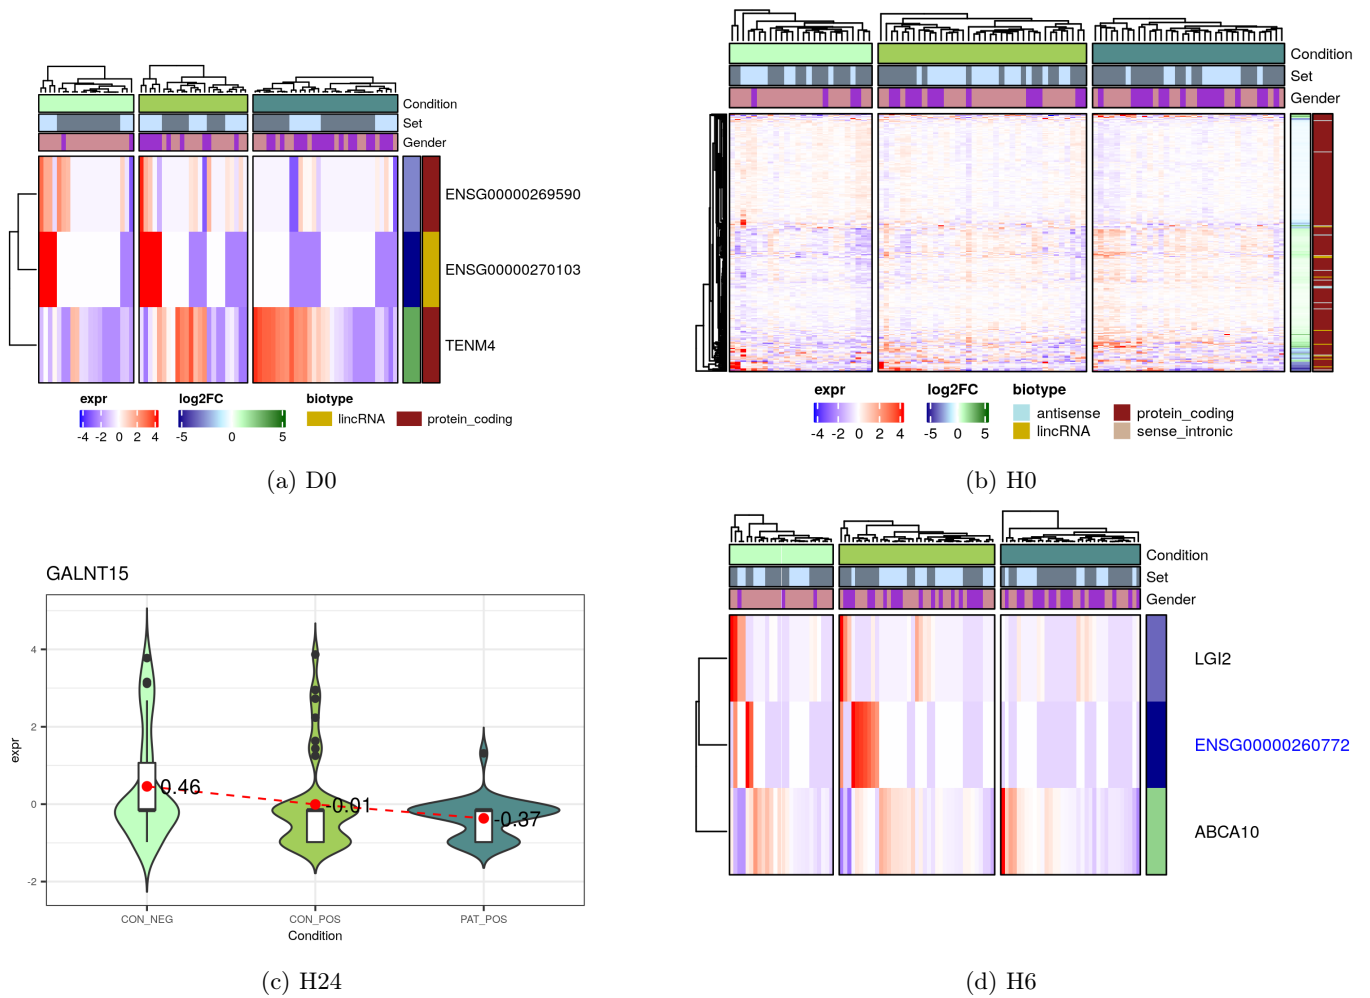 Condition
Set
Gender
ENSG00000269590
ENSG00000270103
TENM4
expr
-4 -2 0 2 4
log2FC
-5 0 5
biotype
lincRNA protein_coding
(a) D0
Condition
Set
Gender
expr
-4 -2 0 2 4
log2FC
-5 0 5
biotype
antisense protein_coding
lincRNA sense_intronic
(b) H0
GALNT15
expr
4
2
0
-2
0.46
-0.01
-0.37
CON_NEG CON_POS PAT_POS
Condition
(c) H24
Condition
Set
Gender
LGI2
ENSG00000260772
ABCA10
(d) H6